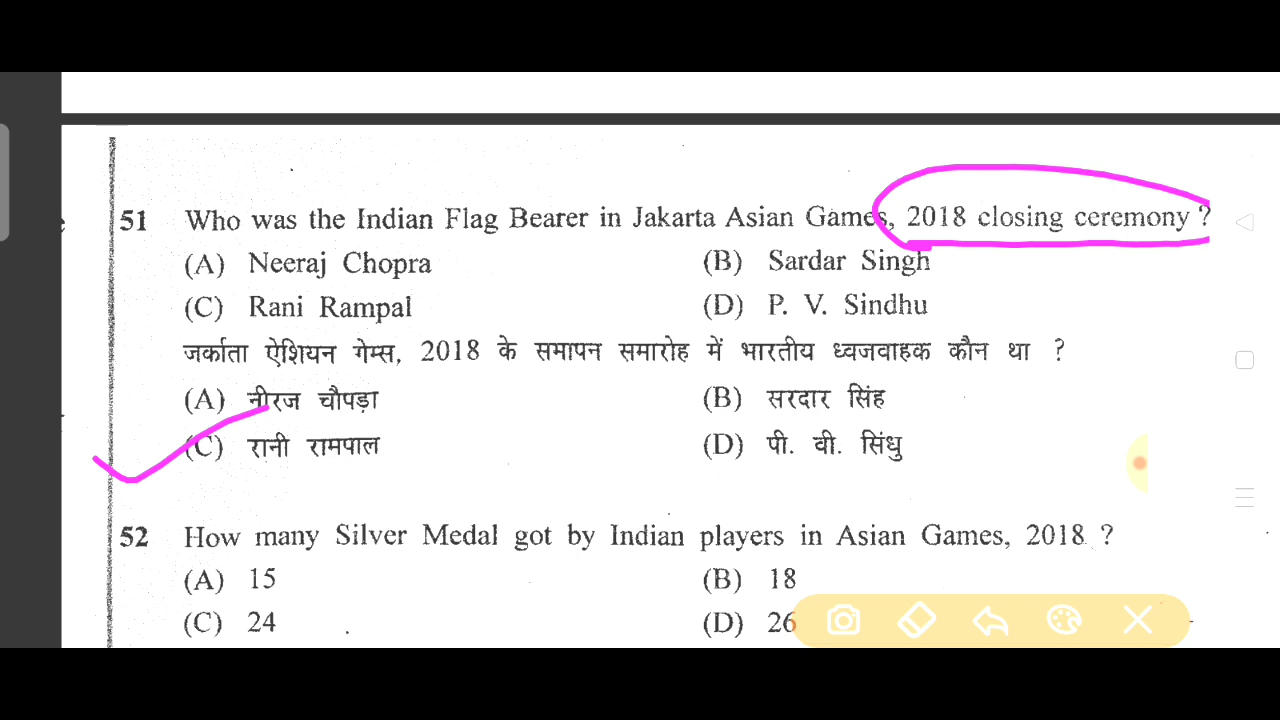 51 Who was the Indian Flag Bearer in Jakarta Asian Games, 2018 closing ceremony ?
(A) Neeraj Chopra (B) Sardar Singh
(C) Rani Rampal (D) P. V. Sindhu
जर्काता ऐशियन गेम्स, 2018 के समापन समारोह में भारतीय ध्वजवाहक कौन था ?
(A) नीरज चौपड़ा (B) सरदार सिंह
(C) रानी रामपाल (D) पी. वी. सिंधु
52 How many Silver Medal got by Indian players in Asian Games, 2018 ?
(A) 15 (B) 18
(C) 24 (D) 26